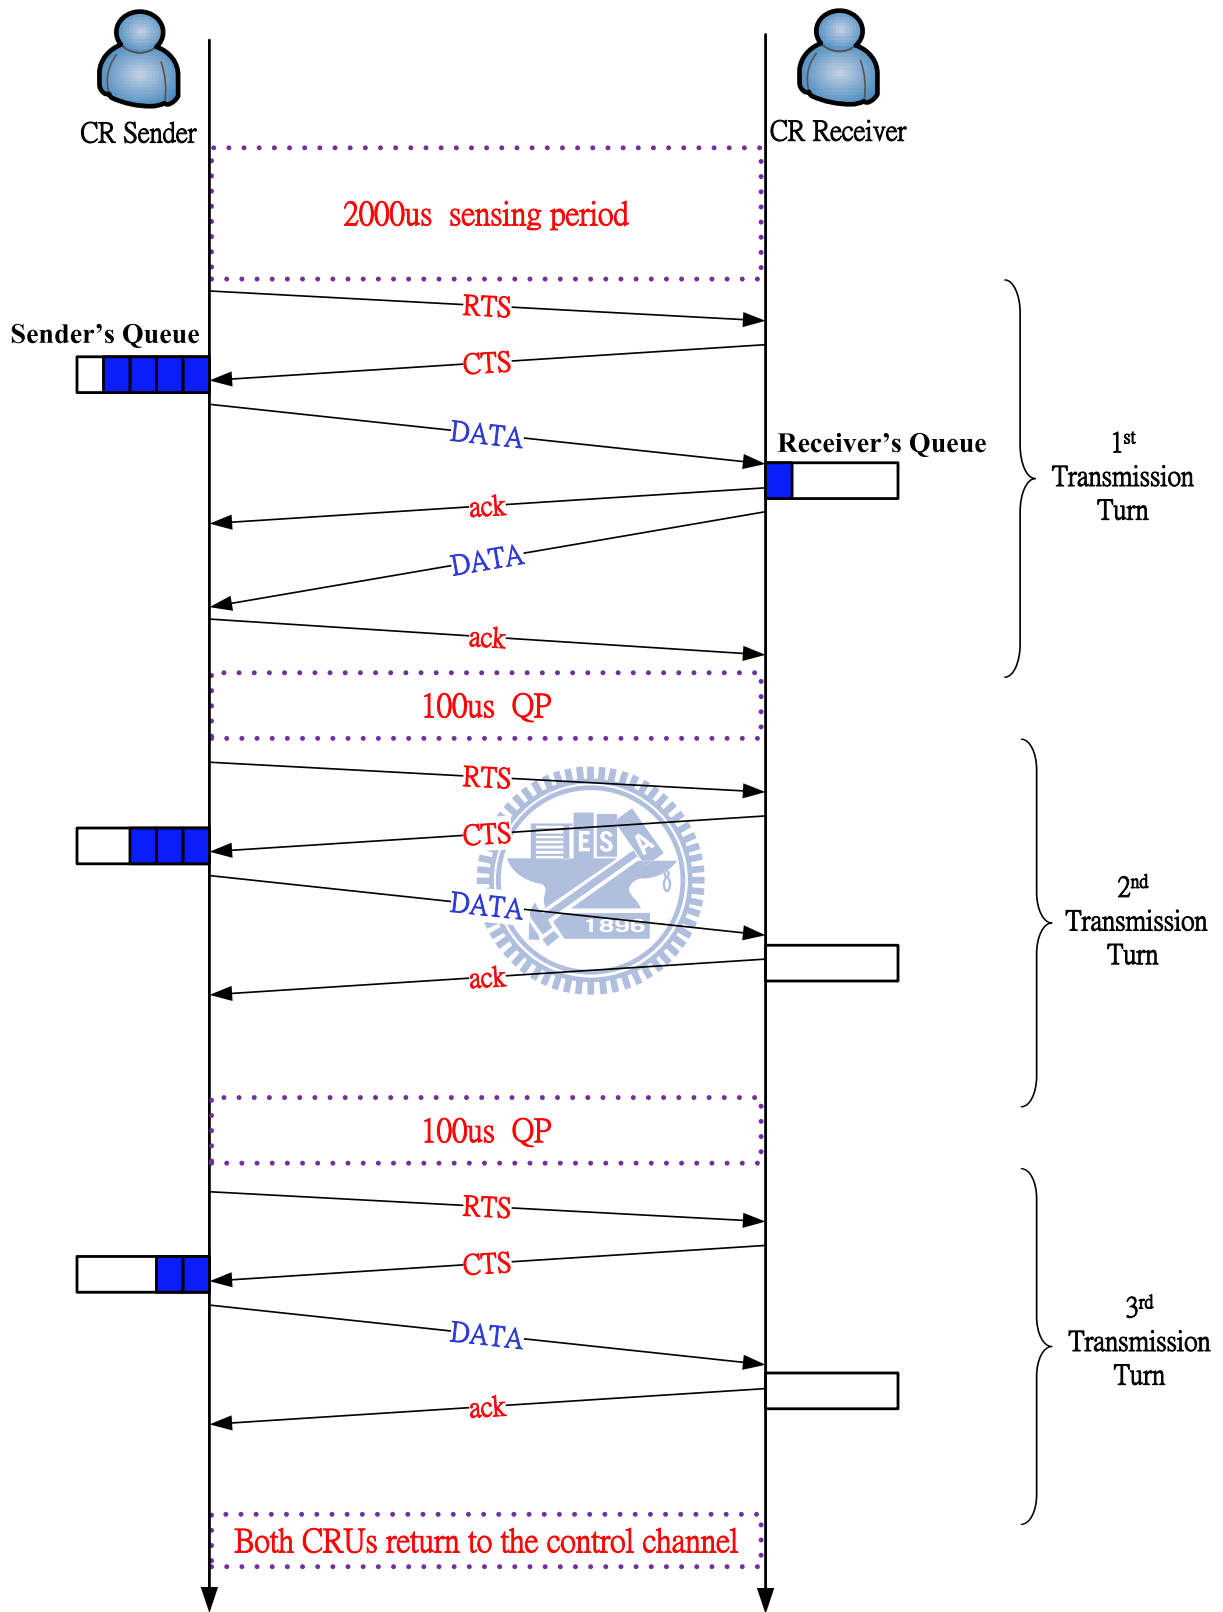 CR Sender
CR Receiver
2000us sensing period
RTS
Sender's Queue
CTS
DATA
Receiver's Queue
1st
Transmission
Turn
ack
DATA
ack
100us QP
RTS
CTS
E S A
DATA
1896
2nd
Transmission
Turn
ack
100us QP
RTS
CTS
3rd
Transmission
Turn
DATA
ack
Both CRUs return to the control channel